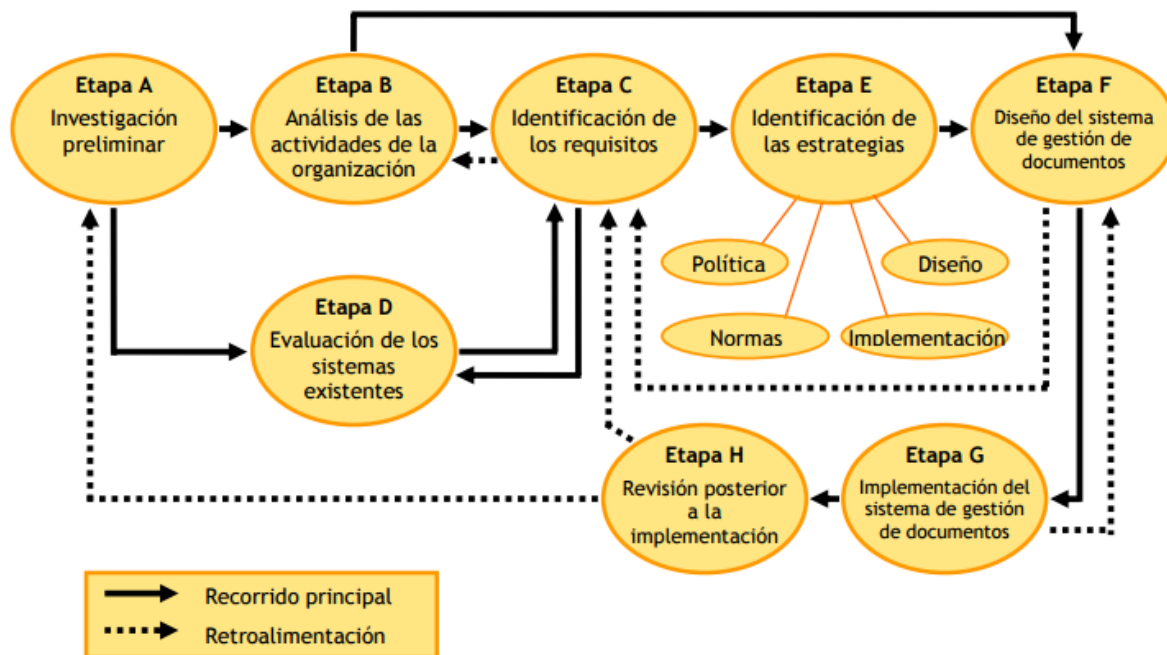 Etapa A
Investigación
preliminar
Etapa B
Análisis de las
actividades de la
organización
Etapa C
Identificación de
los requisitos
Etapa E
Identificación de
las estrategias
Etapa F
Diseño del sistema
de gestión de
documentos
Política
Diseño
Normas
Implementación
Etapa D
Evaluación de los
sistemas
existentes
Etapa H
Revisión posterior
a la
implementación
Etapa G
Implementación del
sistema de gestión
de documentos
Recorrido principal
Retroalimentación